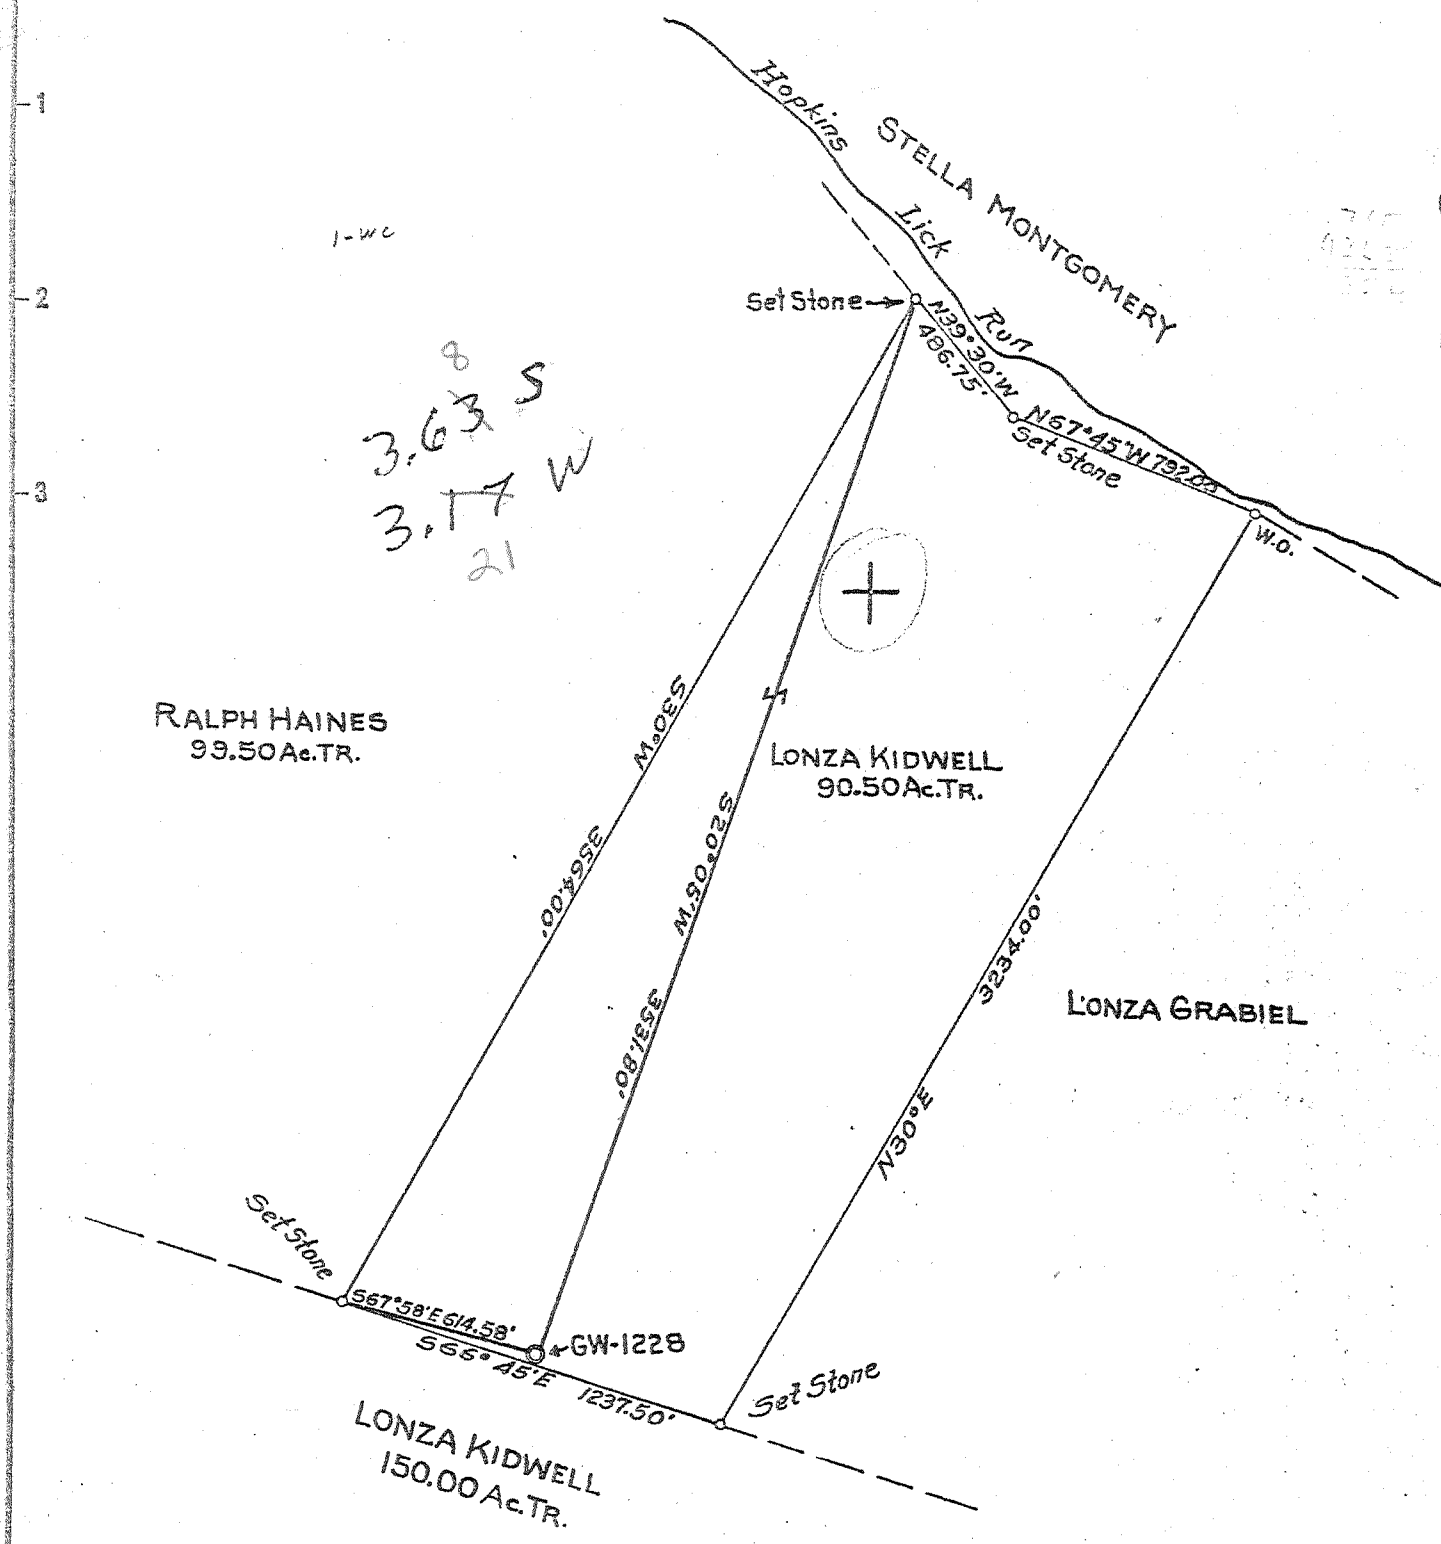 -1
Hopkins
Lick
Run
STELLA MONTGOMERY
1-WC
-2
Set Stone
N39°30'W
486.75'
N67°45'W 792.00
Set Stone
W.O.
8
3.63 S
3.17 W
21
-3
S30°W
3564.00'
S20°05'W
3531.80'
RALPH HAINES
99.50 Ac. TR.
LONZA KIDWELL
90.50 Ac. TR.
3234.00'
N30°E
LONZA GRABIEL
Set Stone
S67°58'E 614.58'
GW-1228
S66°45'E 1237.50'
Set Stone
LONZA KIDWELL
150.00 Ac. TR.